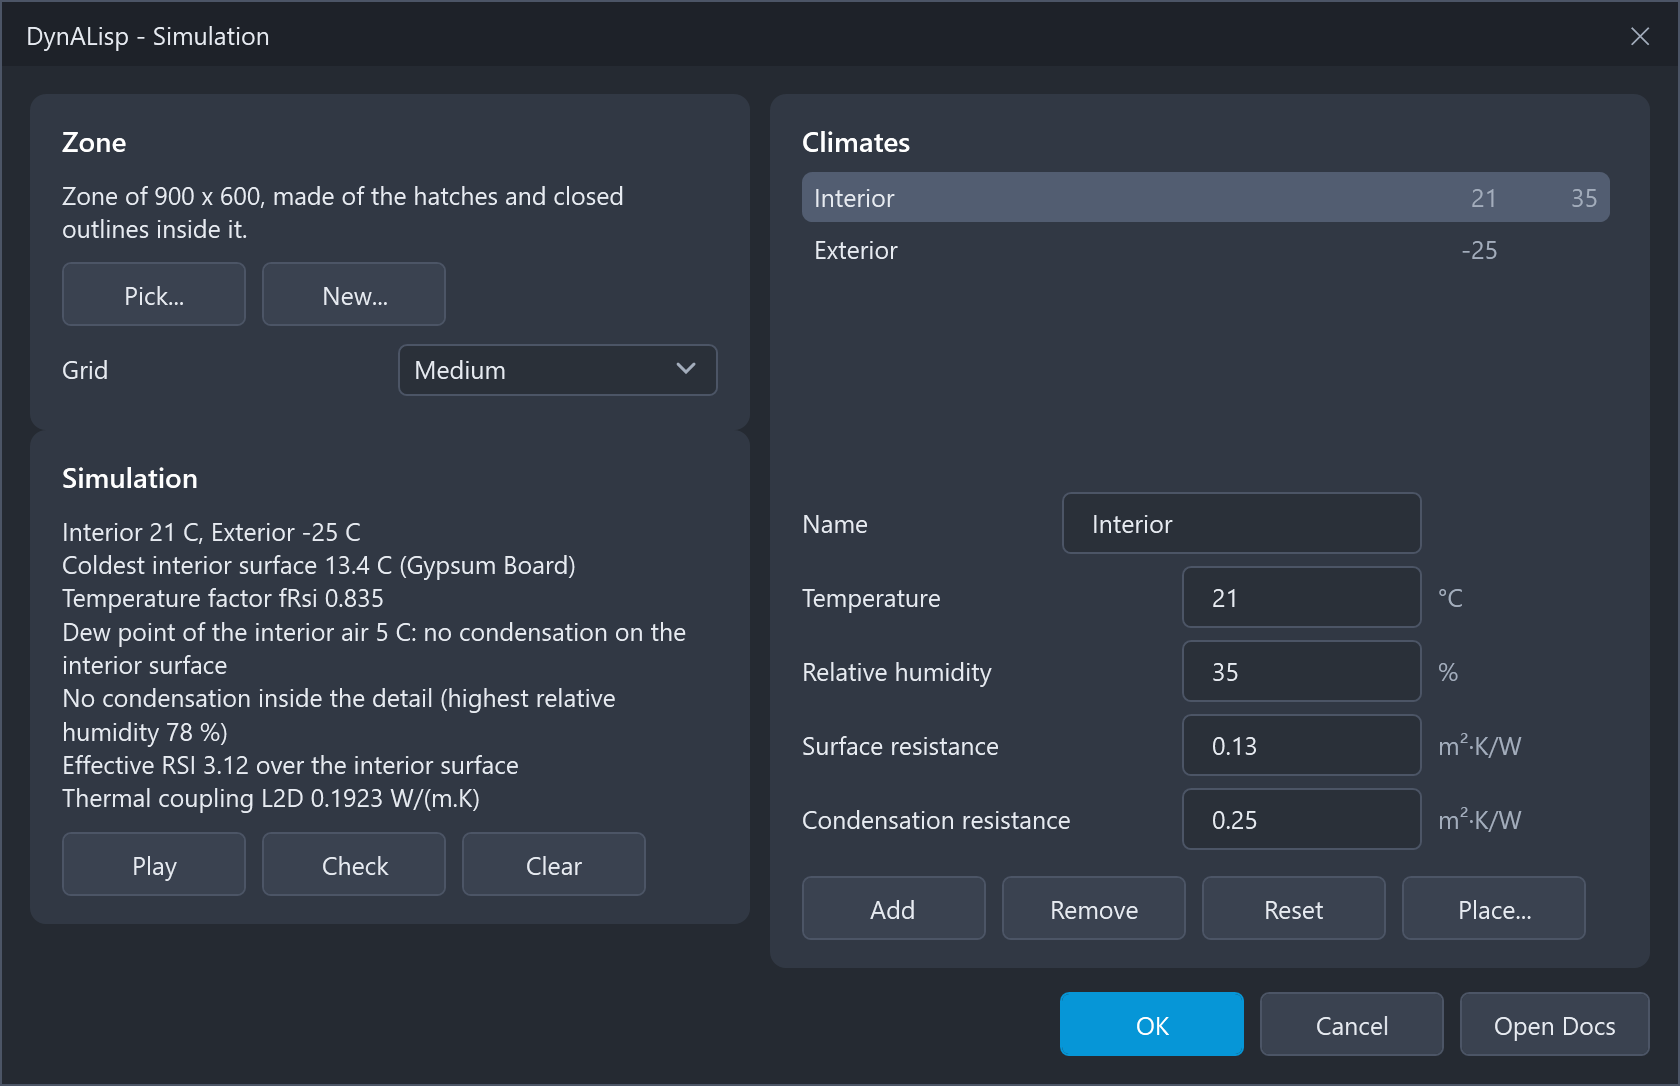 DynALisp - Simulation
Zone
Zone of 900 x 600, made of the hatches and closed
outlines inside it.
Pick...
New...
Grid
Medium
Simulation
Interior 21 C, Exterior -25 C
Coldest interior surface 13.4 C (Gypsum Board)
Temperature factor fRsi 0.835
Dew point of the interior air 5 C: no condensation on the
interior surface
No condensation inside the detail (highest relative
humidity 78 %)
Effective RSI 3.12 over the interior surface
Thermal coupling L2D 0.1923 W/(m.K)
Play
Check
Clear
Climates
Interior 21 35
Exterior -25
Name Interior
Temperature 21 °C
Relative humidity 35 %
Surface resistance 0.13 m²·K/W
Condensation resistance 0.25 m²·K/W
Add
Remove
Reset
Place...
OK
Cancel
Open Docs